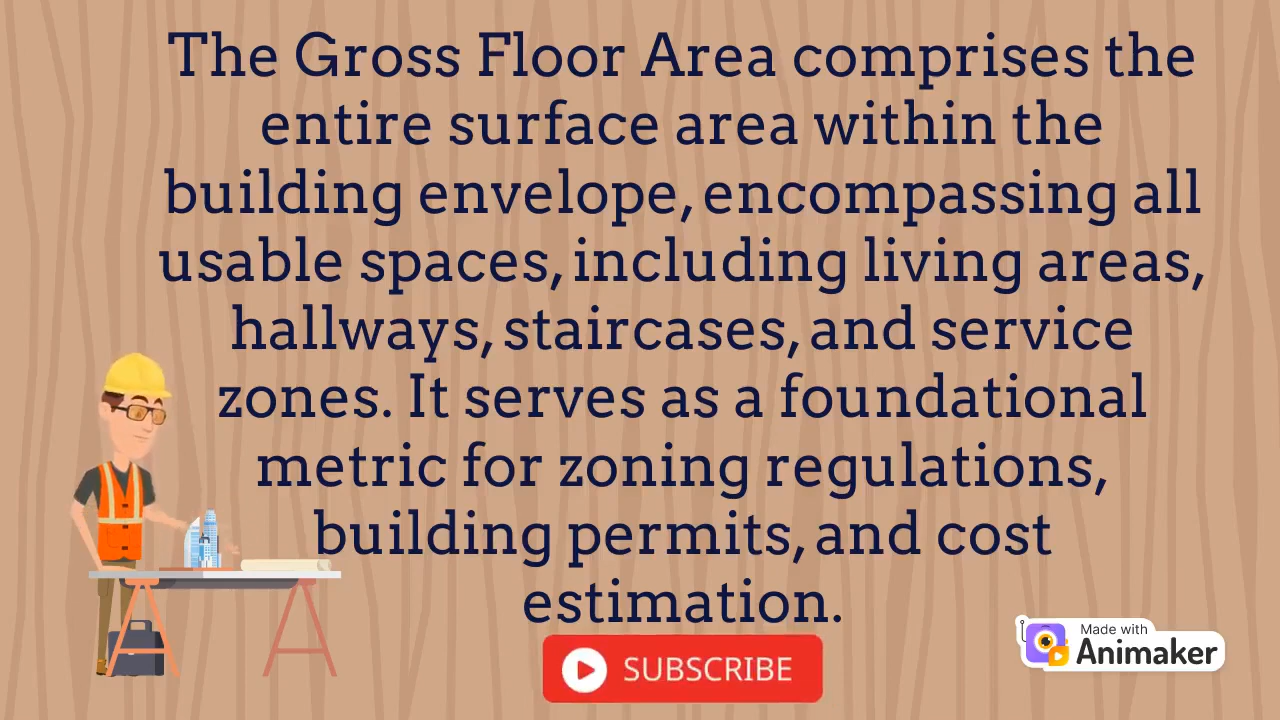 The Gross Floor Area comprises the
entire surface area within the
building envelope, encompassing all
usable spaces, including living areas,
hallways, staircases, and service
zones. It serves as a foundational
metric for zoning regulations,
building permits, and cost
estimation.
SUBSCRIBE
Made with
Animaker